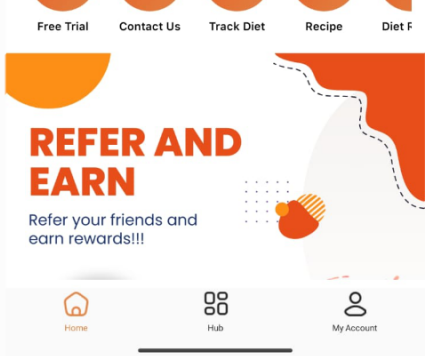 Free Trial Contact Us Track Diet Recipe Diet
REFER AND
EARN
Refer your friends and
earn rewards!!!
Home Hub My Account